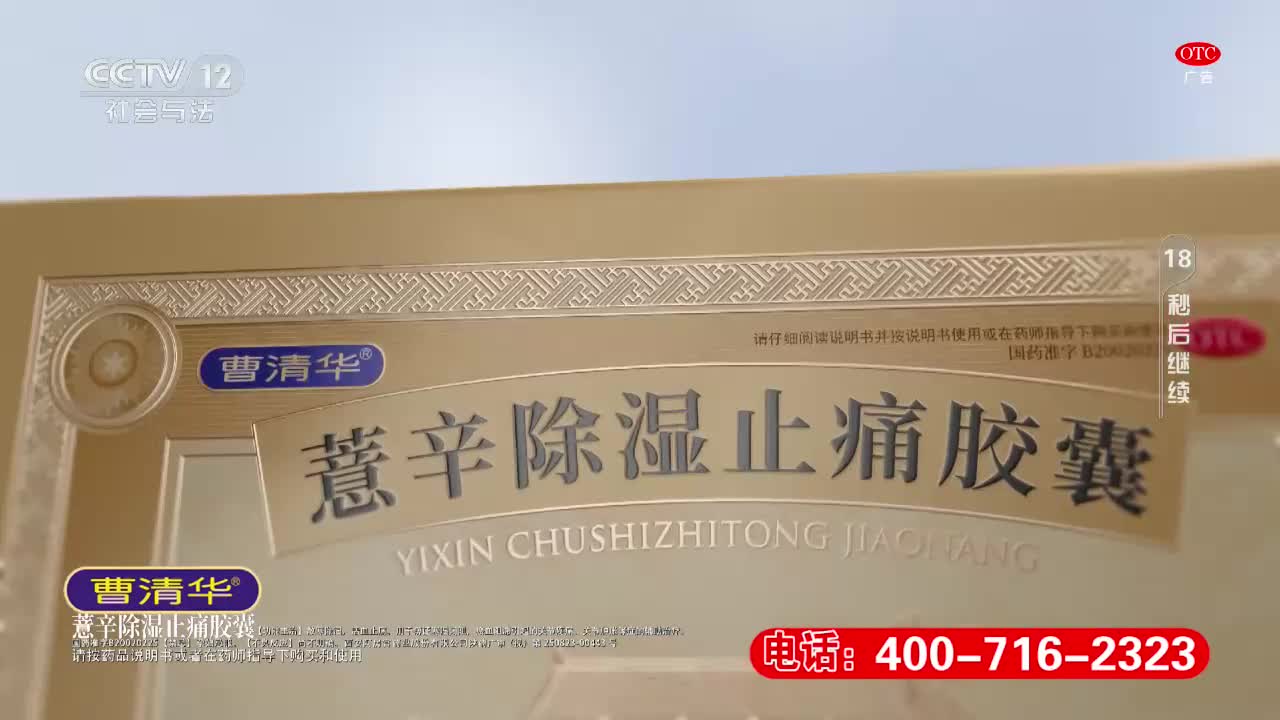 CCTV 12
社会与法
OTC
广告
18秒后继续
请仔细阅读说明书并按说明书使用或在药师指导下购买
国药准字 B200202
曹清华®
薏辛除湿止痛胶囊
YIXIN CHUSHIZHITONG JIAONANG
曹清华®
薏辛除湿止痛胶囊
请按药品说明书或者在药师指导下购买和使用
电话：400-716-2323